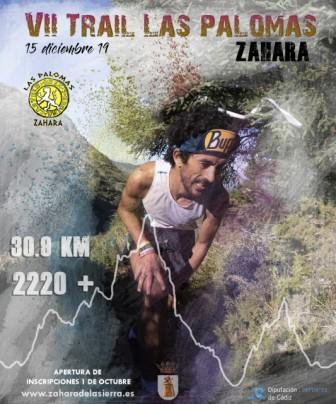 VII TRAIL LAS PALOMAS
15 diciembre 19
ZAHARA
LAS PALOMAS
ZAHARA
BUFF
30.9 KM
2220 +
APERTURA DE
INSCRIPCIONES 1 DE OCTUBRE
www.zaharadelasierra.es
Diputación
de Cádiz